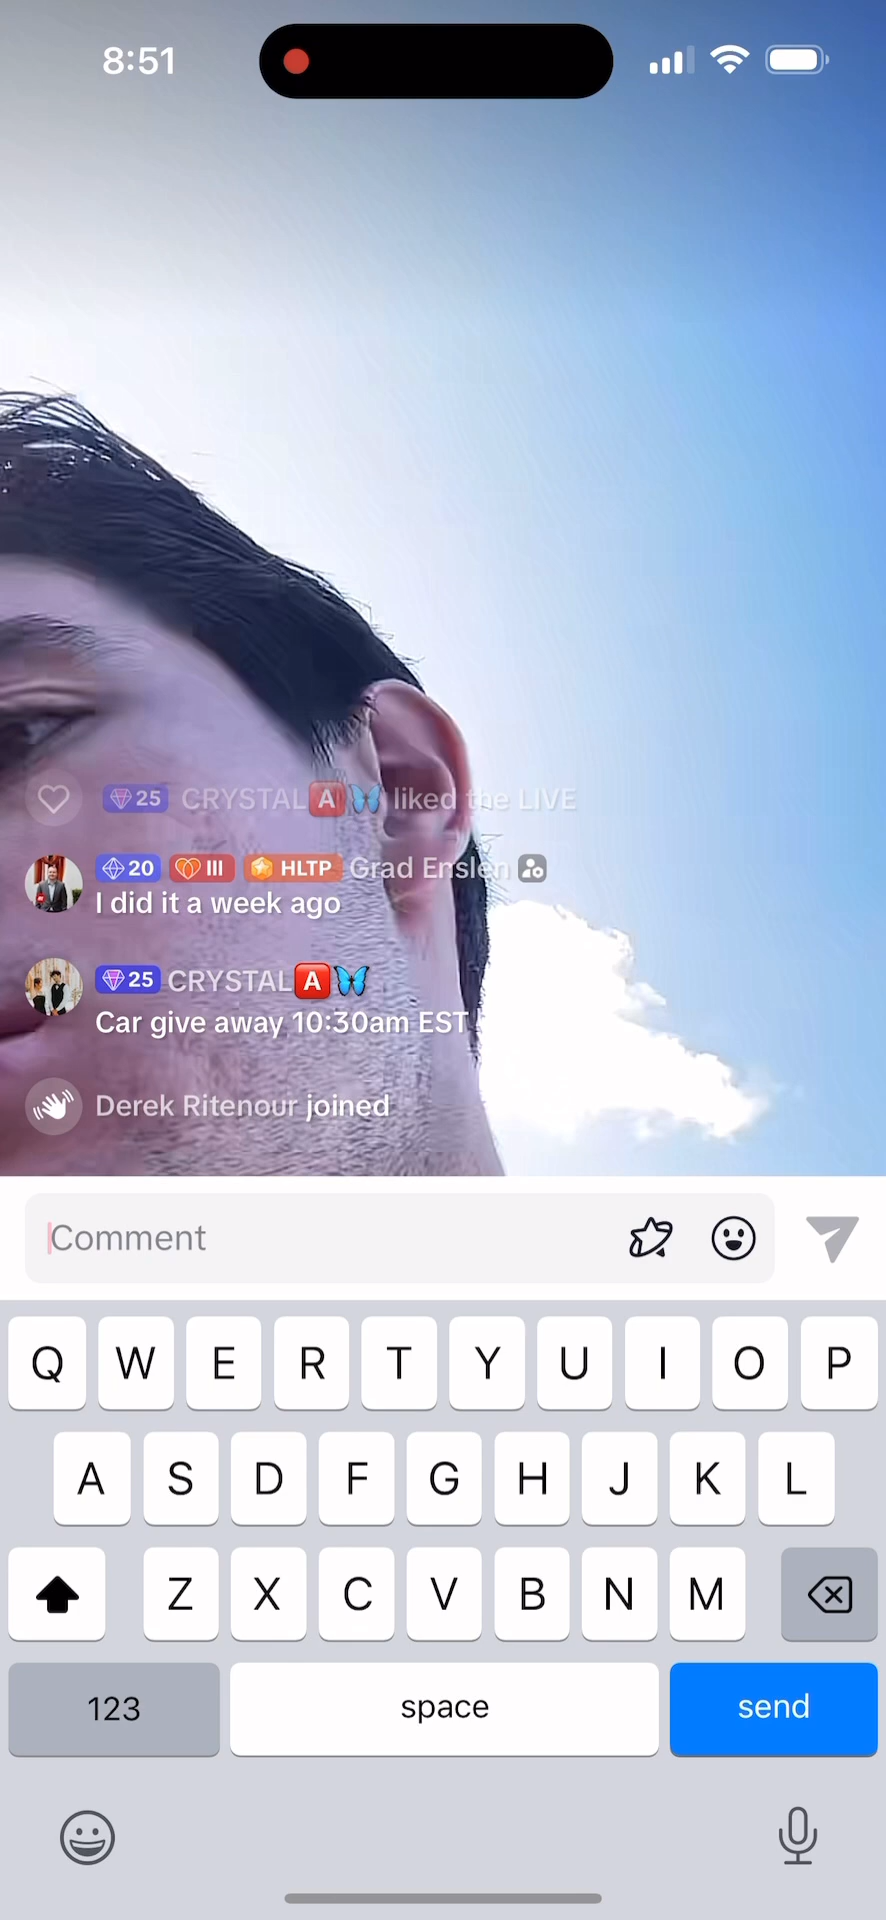 8:51
25 CRYSTAL🅰️🦋 liked the LIVE
20 III HLTP Grad Enslen
I did it a week ago
25 CRYSTAL🅰️🦋
Car give away 10:30am EST
Derek Ritenour joined
Comment
Q W E R T Y U I O P
A S D F G H J K L
Z X C V B N M
123 space send